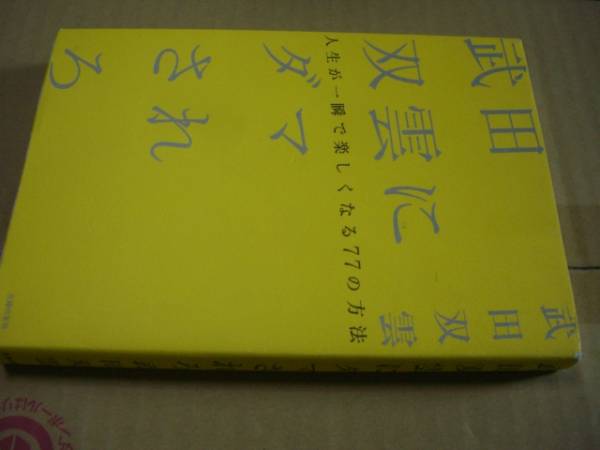 武田
双雲に
ダマ
され
ろ
人生が一瞬で楽しくなる77の方法
武田双雲